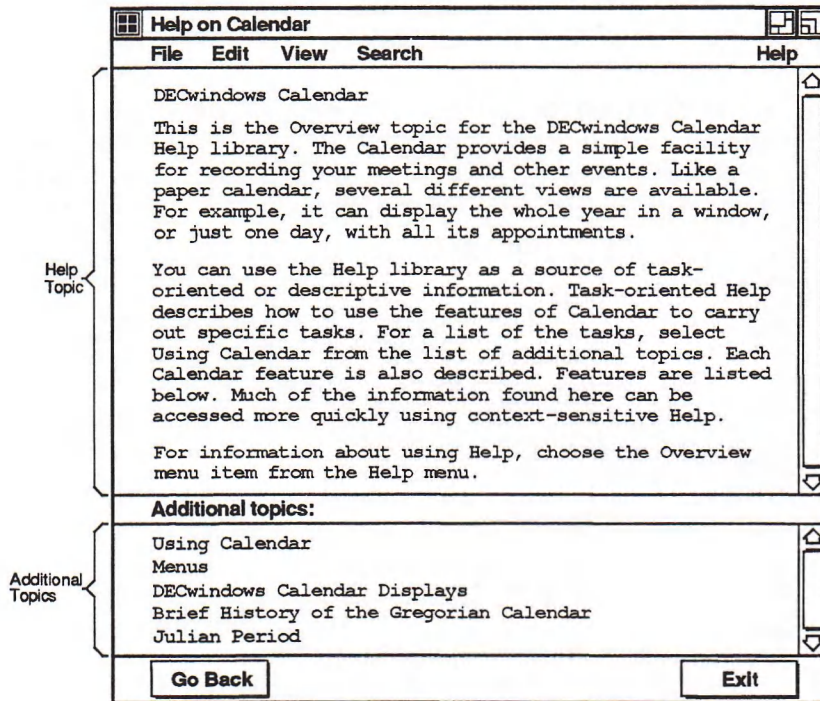 Help on Calendar
File Edit View Search Help
DECwindows Calendar
This is the Overview topic for the DECwindows Calendar
Help library. The Calendar provides a simple facility
for recording your meetings and other events. Like a
paper calendar, several different views are available.
For example, it can display the whole year in a window,
or just one day, with all its appointments.
Help
Topic
You can use the Help library as a source of task-
oriented or descriptive information. Task-oriented Help
describes how to use the features of Calendar to carry
out specific tasks. For a list of the tasks, select
Using Calendar from the list of additional topics. Each
Calendar feature is also described. Features are listed
below. Much of the information found here can be
accessed more quickly using context-sensitive Help.
For information about using Help, choose the Overview
menu item from the Help menu.
Additional topics:
Additional
Topics
Using Calendar
Menus
DECwindows Calendar Displays
Brief History of the Gregorian Calendar
Julian Period
Go Back Exit